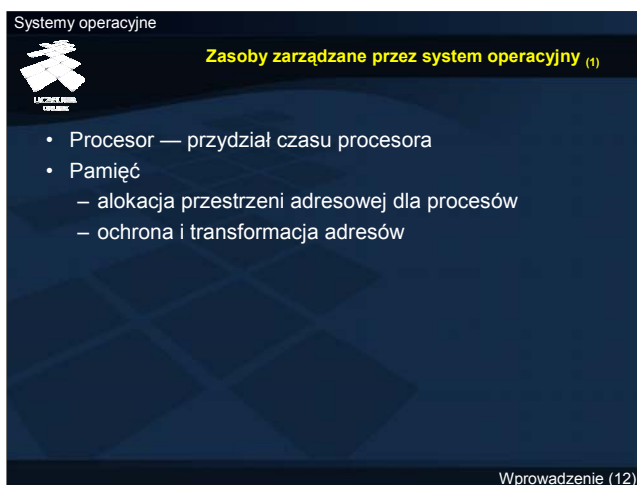 Systemy operacyjne
Zasoby zarządzane przez system operacyjny (1)
• Procesor — przydział czasu procesora
• Pamięć
– alokacja przestrzeni adresowej dla procesów
– ochrona i transformacja adresów
Wprowadzenie (12)